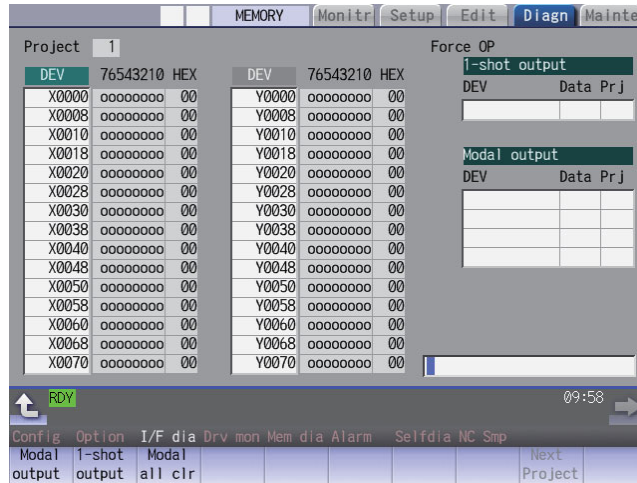 MEMORY Monitr Setup Edit Diagn Mainte
Project 1 Force OP
DEV 76543210 HEX DEV 76543210 HEX 1-shot output
DEV Data Prj
X0000 oooooooo 00 Y0000 oooooooo 00
X0008 oooooooo 00 Y0008 oooooooo 00
X0010 oooooooo 00 Y0010 oooooooo 00
X0018 oooooooo 00 Y0018 oooooooo 00 Modal output
X0020 oooooooo 00 Y0020 oooooooo 00 DEV Data Prj
X0028 oooooooo 00 Y0028 oooooooo 00
X0030 oooooooo 00 Y0030 oooooooo 00
X0038 oooooooo 00 Y0038 oooooooo 00
X0040 oooooooo 00 Y0040 oooooooo 00
X0048 oooooooo 00 Y0048 oooooooo 00
X0050 oooooooo 00 Y0050 oooooooo 00
X0058 oooooooo 00 Y0058 oooooooo 00
X0060 oooooooo 00 Y0060 oooooooo 00
X0068 oooooooo 00 Y0068 oooooooo 00
X0070 oooooooo 00 Y0070 oooooooo 00
RDY 09:58
Config Option I/F dia Drv mon Mem dia Alarm Selfdia NC Smp
Modal 1-shot Modal Next
output output all clr Project